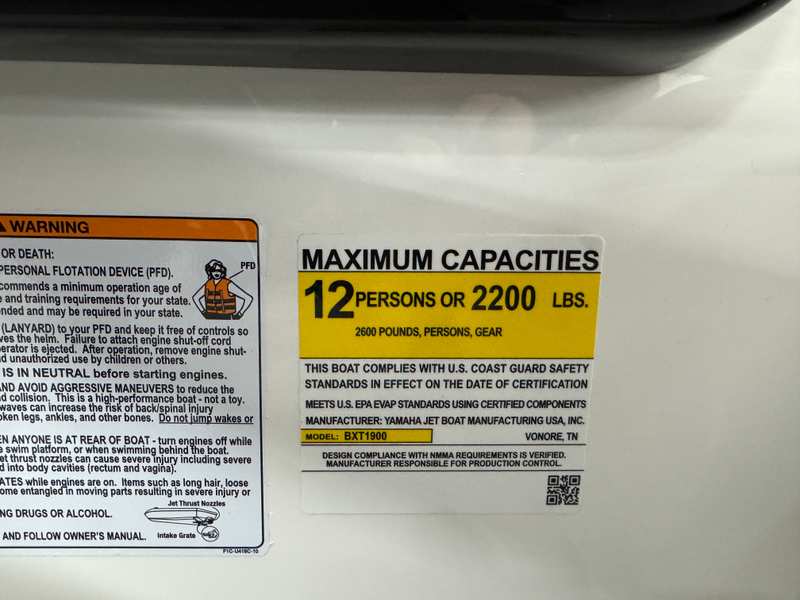 WARNING
OR DEATH:
PERSONAL FLOTATION DEVICE (PFD).
PFD
commends a minimum operation age of
e and training requirements for your state.
nded and may be required in your state.
(LANYARD) to your PFD and keep it free of controls so
ves the helm. Failure to attach engine shut-off cord
erator is ejected. After operation, remove engine shut-
nd unauthorized use by children or others.
IS IN NEUTRAL before starting engines.
AND AVOID AGGRESSIVE MANEUVERS to reduce the
nd collision. This is a high-performance boat - not a toy.
waves can increase the risk of back/spinal injury
oken legs, ankles, and other bones. Do not jump wakes or
EN ANYONE IS AT REAR OF BOAT - turn engines off while
e swim platform, or when swimming behind the boat.
et thrust nozzles can cause severe injury including severe
d into body cavities (rectum and vagina).
ATES while engines are on. Items such as long hair, loose
ome entangled in moving parts resulting in severe injury or
Jet Thrust Nozzles
NG DRUGS OR ALCOHOL.
AND FOLLOW OWNER'S MANUAL.
Intake Grate
F1C-U416C-10
MAXIMUM CAPACITIES
12 PERSONS OR 2200 LBS.
2600 POUNDS, PERSONS, GEAR
THIS BOAT COMPLIES WITH U.S. COAST GUARD SAFETY
STANDARDS IN EFFECT ON THE DATE OF CERTIFICATION
MEETS U.S. EPA EVAP STANDARDS USING CERTIFIED COMPONENTS
MANUFACTURER: YAMAHA JET BOAT MANUFACTURING USA, INC.
MODEL: BXT1900
VONORE, TN
DESIGN COMPLIANCE WITH NMMA REQUIREMENTS IS VERIFIED.
MANUFACTURER RESPONSIBLE FOR PRODUCTION CONTROL.